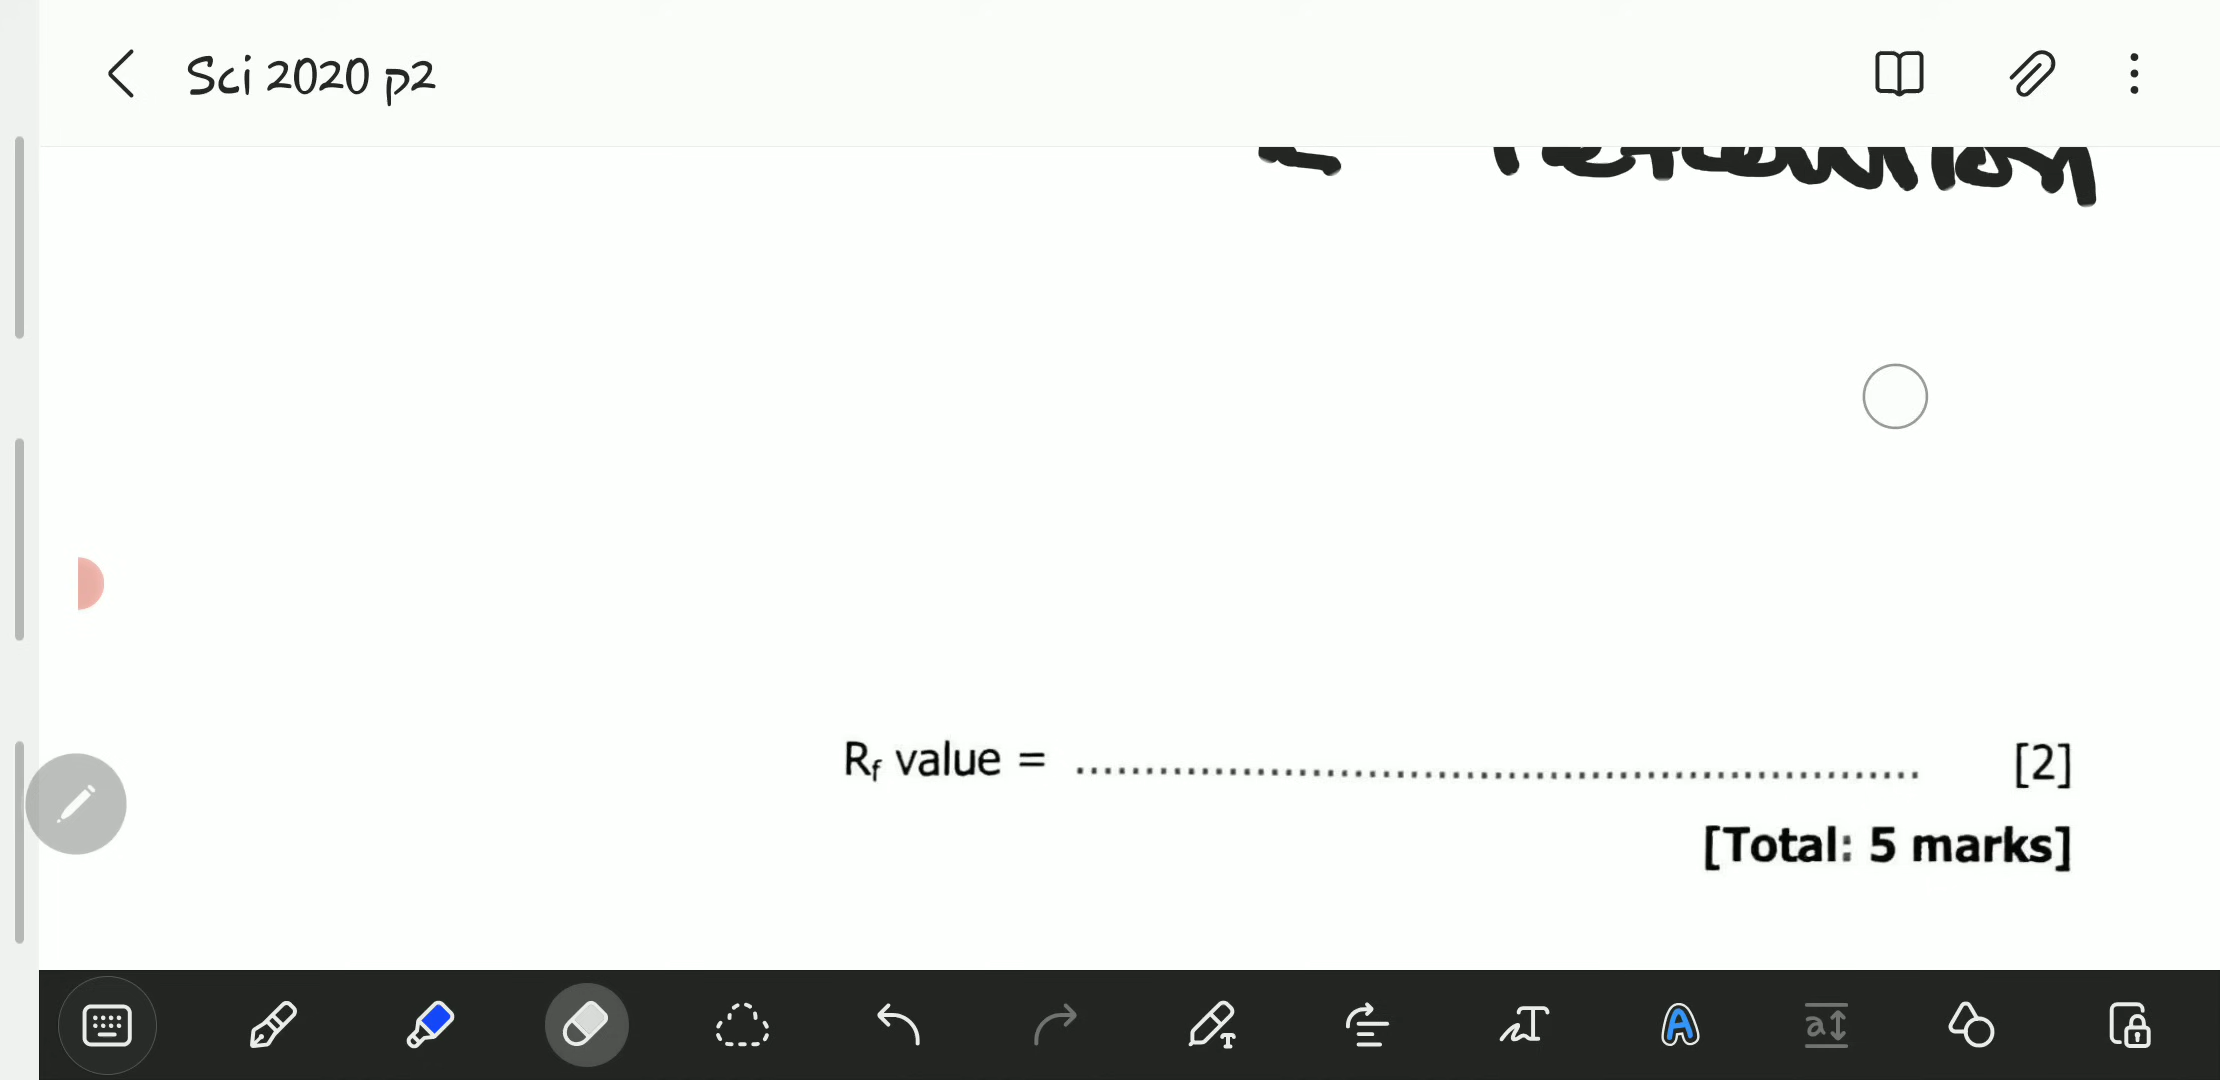 Sci 2020 p2
Rf value = ............................................................ [2]
[Total: 5 marks]